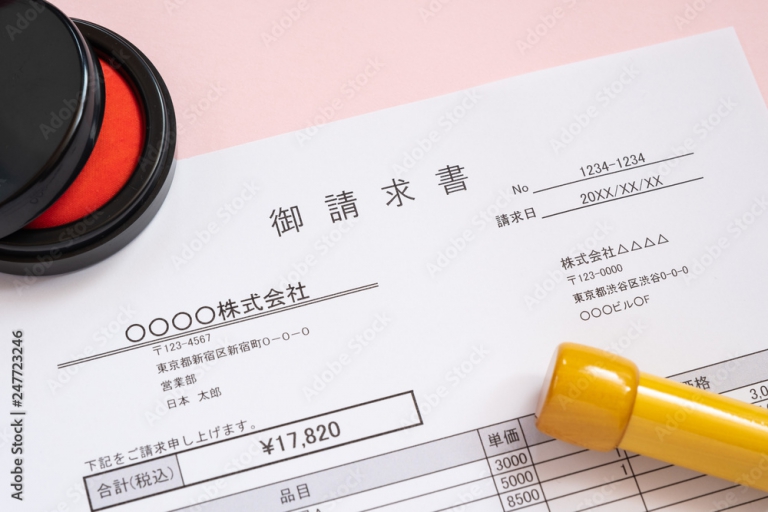 御請求書
No 1234-1234
請求日 20XX/XX/XX
株式会社△△△△
〒123-0000
東京都渋谷区渋谷0-0-0
○○○ビル○F
○○○○株式会社
〒123-4567
東京都新宿区新宿町○-○-○
営業部
日本 太郎
下記をご請求申し上げます。
合計(税込) ¥17,820
品目 単価 価格
3000 3,0
5000
8500 1
Adobe Stock | #247723246